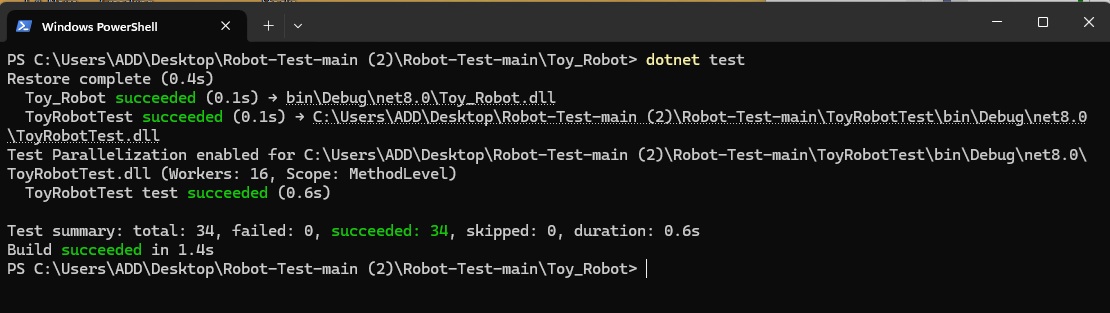 Windows PowerShell
PS C:\Users\ADD\Desktop\Robot-Test-main (2)\Robot-Test-main\Toy_Robot> dotnet test
Restore complete (0.4s)
  Toy_Robot succeeded (0.1s) → bin\Debug\net8.0\Toy_Robot.dll
  ToyRobotTest succeeded (0.1s) → C:\Users\ADD\Desktop\Robot-Test-main (2)\Robot-Test-main\ToyRobotTest\bin\Debug\net8.0
\ToyRobotTest.dll
Test Parallelization enabled for C:\Users\ADD\Desktop\Robot-Test-main (2)\Robot-Test-main\ToyRobotTest\bin\Debug\net8.0\
ToyRobotTest.dll (Workers: 16, Scope: MethodLevel)
  ToyRobotTest test succeeded (0.6s)

Test summary: total: 34, failed: 0, succeeded: 34, skipped: 0, duration: 0.6s
Build succeeded in 1.4s
PS C:\Users\ADD\Desktop\Robot-Test-main (2)\Robot-Test-main\Toy_Robot>